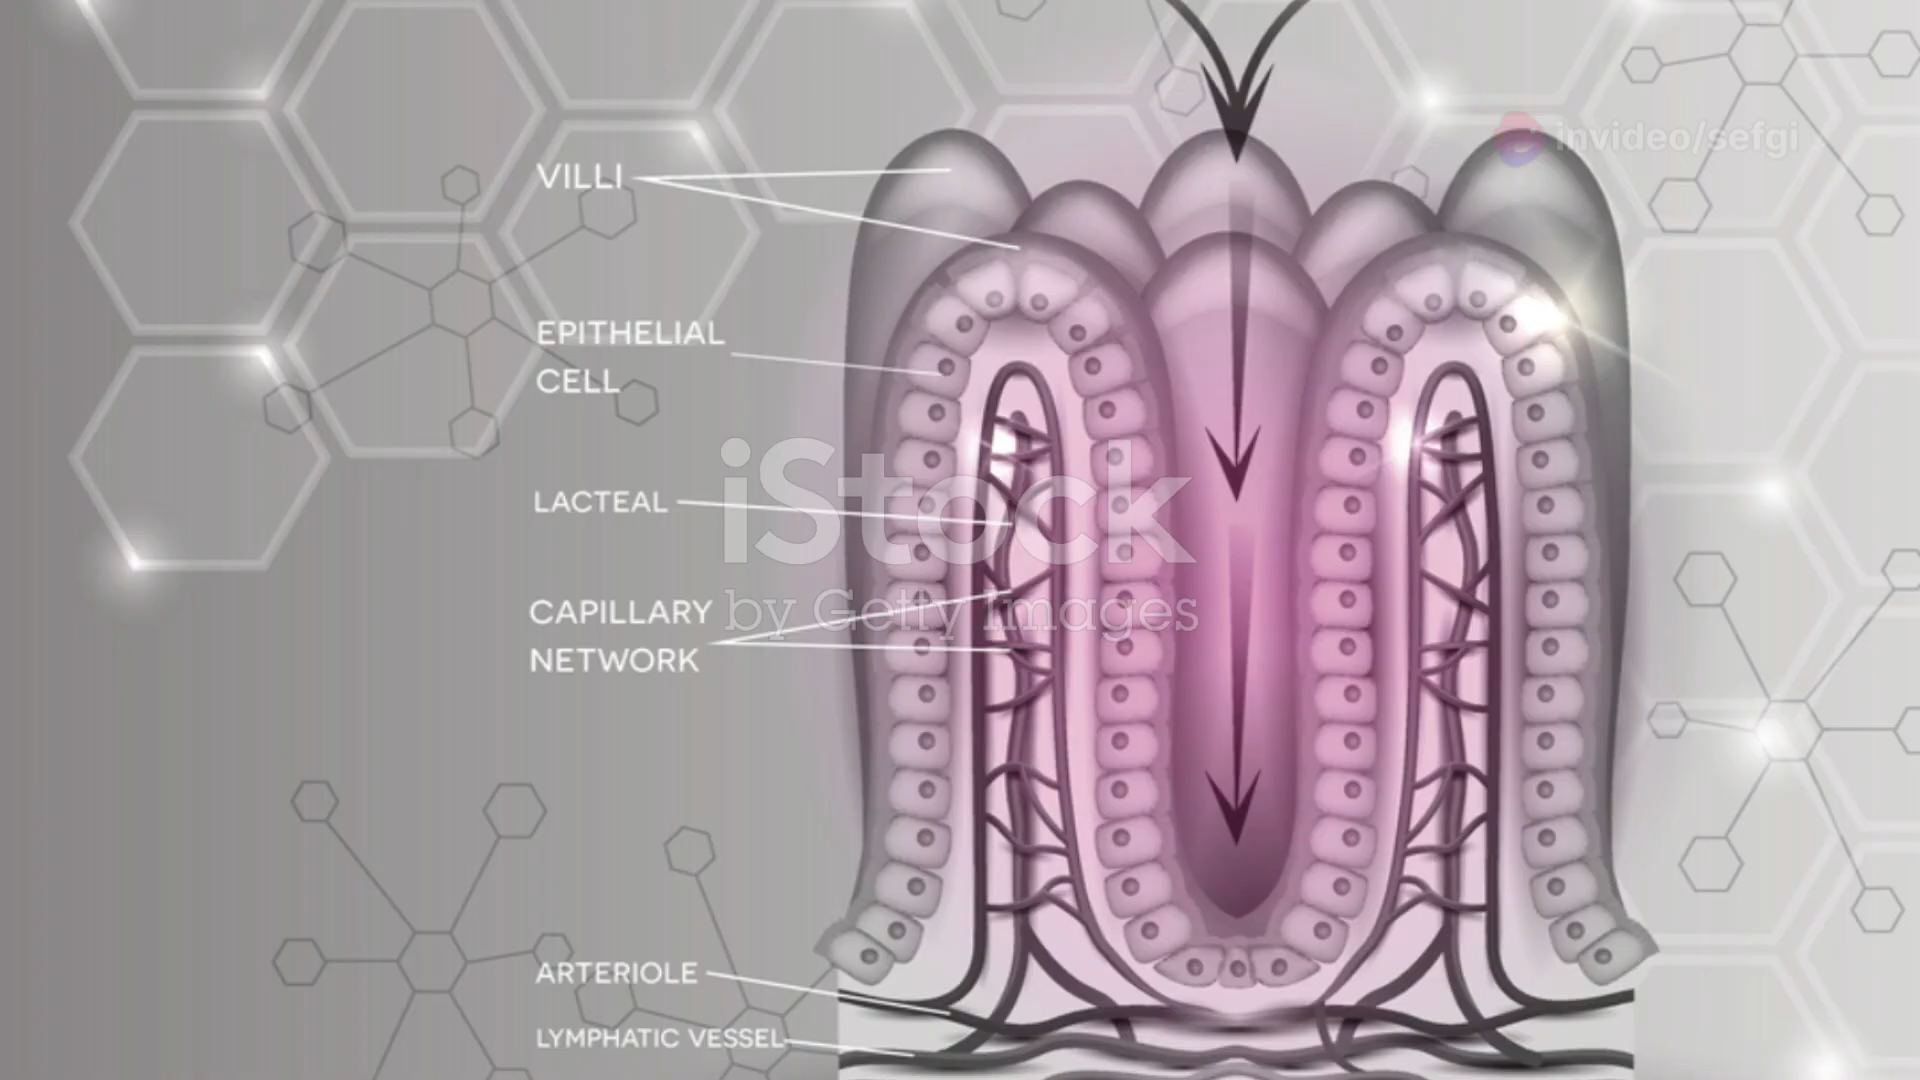 invideo/sefgi
VILLI
EPITHELIAL
CELL
LACTEAL
iStock
by Getty Images
CAPILLARY
NETWORK
ARTERIOLE
LYMPHATIC VESSEL